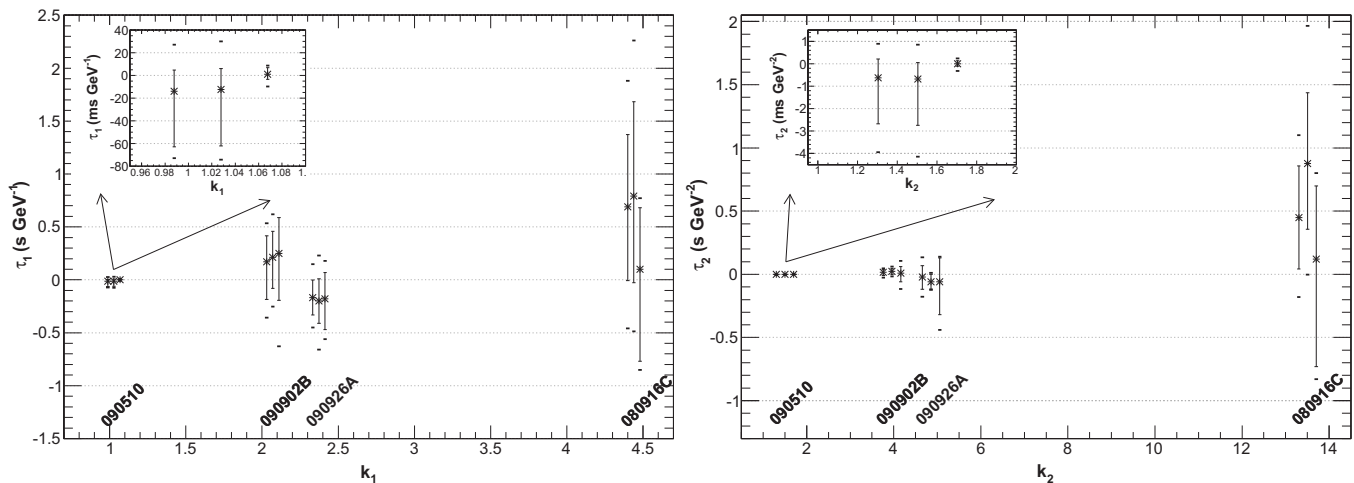 40
20
0
-20
-40
-60
-80
τ1 (ms GeV-1)
0.96 0.98 1 1.02 1.04 1.06 1.08 1.
k1
2.5
2
1.5
1
0.5
0
-0.5
-1
-1.5
τ1 (s GeV-1)
090510
090902B
090926A
080916C
1 1.5 2 2.5 3 3.5 4 4.5
k1
1
0
-1
-2
-3
-4
τ2 (ms GeV-2)
1 1.2 1.4 1.6 1.8 2
k2
2
1.5
1
0.5
0
-0.5
-1
τ2 (s GeV-2)
090510
090902B
090926A
080916C
2 4 6 8 10 12 14
k2